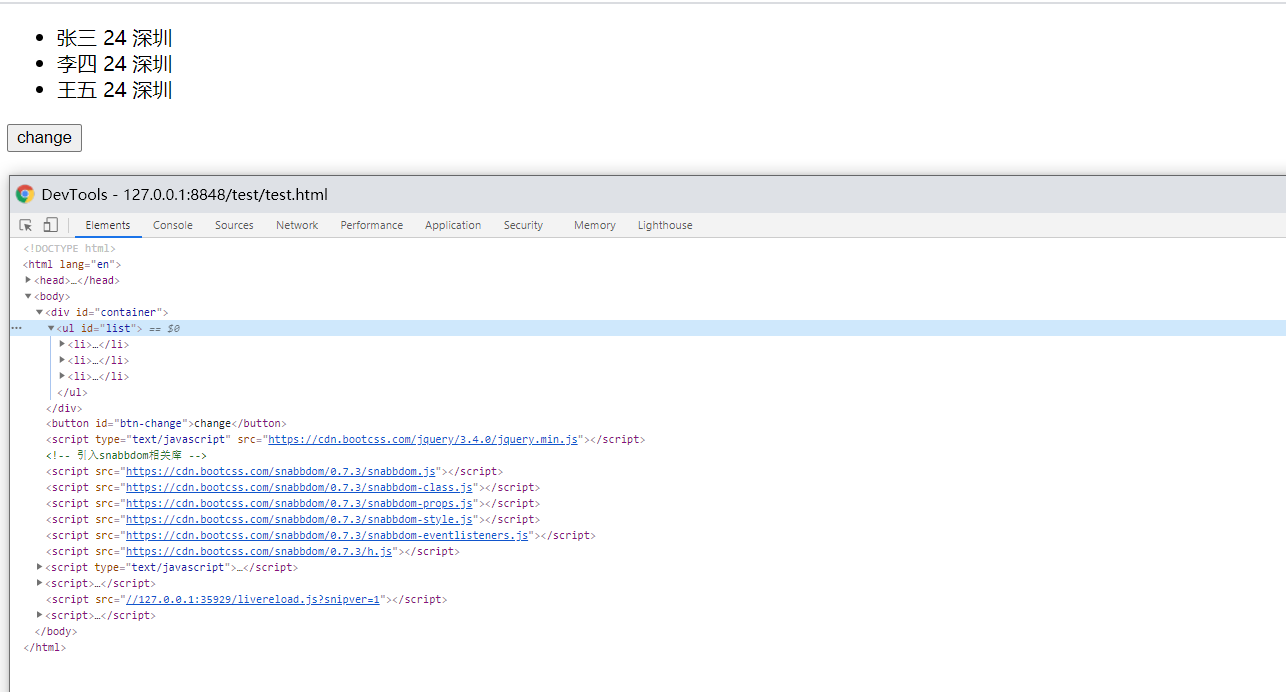 张三 24 深圳
李四 24 深圳
王五 24 深圳
change
DevTools - 127.0.0.1:8848/test/test.html
Elements Console Sources Network Performance Application Security Memory Lighthouse
<!DOCTYPE html>
<html lang="en">
<head>…</head>
<body>
<div id="container">
<ul id="list"> == $0
<li>…</li>
<li>…</li>
<li>…</li>
</ul>
</div>
<button id="btn-change">change</button>
<script type="text/javascript" src="https://cdn.bootcss.com/jquery/3.4.0/jquery.min.js"></script>
<!-- 引入snabbdom相关库 -->
<script src="https://cdn.bootcss.com/snabbdom/0.7.3/snabbdom.js"></script>
<script src="https://cdn.bootcss.com/snabbdom/0.7.3/snabbdom-class.js"></script>
<script src="https://cdn.bootcss.com/snabbdom/0.7.3/snabbdom-props.js"></script>
<script src="https://cdn.bootcss.com/snabbdom/0.7.3/snabbdom-style.js"></script>
<script src="https://cdn.bootcss.com/snabbdom/0.7.3/snabbdom-eventlisteners.js"></script>
<script src="https://cdn.bootcss.com/snabbdom/0.7.3/h.js"></script>
<script type="text/javascript">…</script>
<script>…</script>
<script src="//127.0.0.1:35929/livereload.js?snipver=1"></script>
<script>…</script>
</body>
</html>